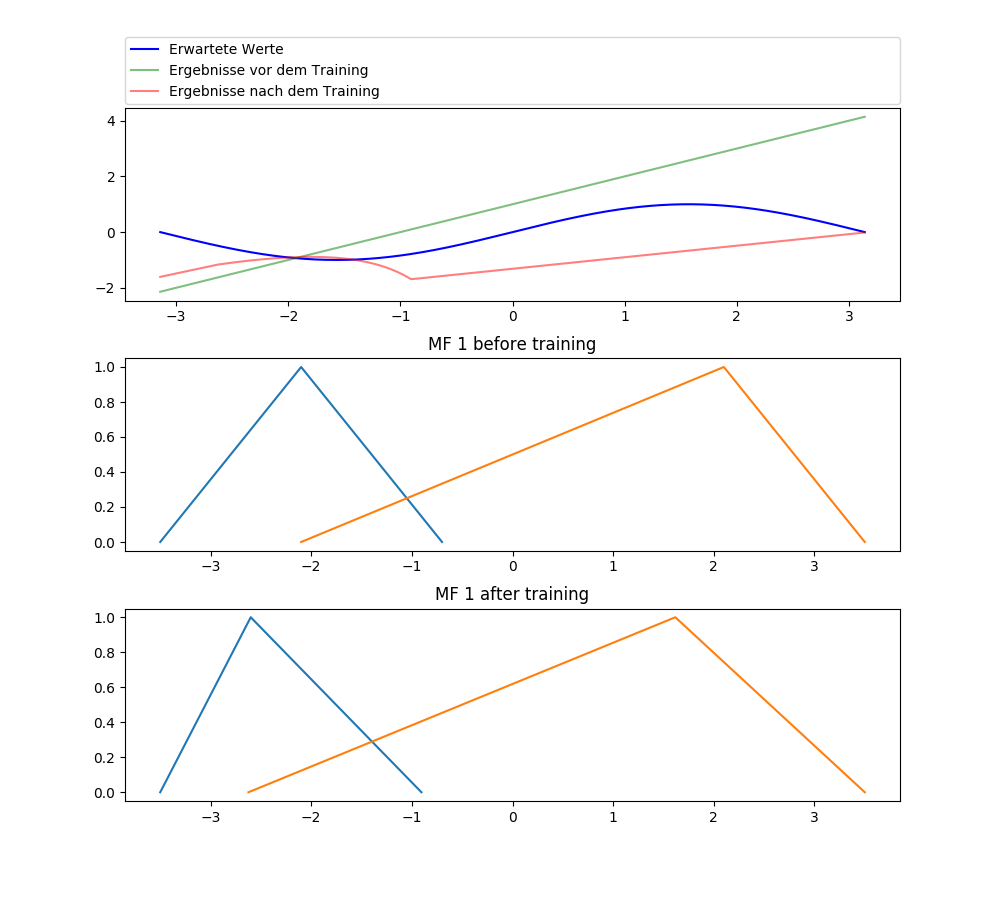 Erwartete Werte
Ergebnisse vor dem Training
Ergebnisse nach dem Training
4
2
0
−2
−3 −2 −1 0 1 2 3
MF 1 before training
1.0
0.8
0.6
0.4
0.2
0.0
−3 −2 −1 0 1 2 3
MF 1 after training
1.0
0.8
0.6
0.4
0.2
0.0
−3 −2 −1 0 1 2 3